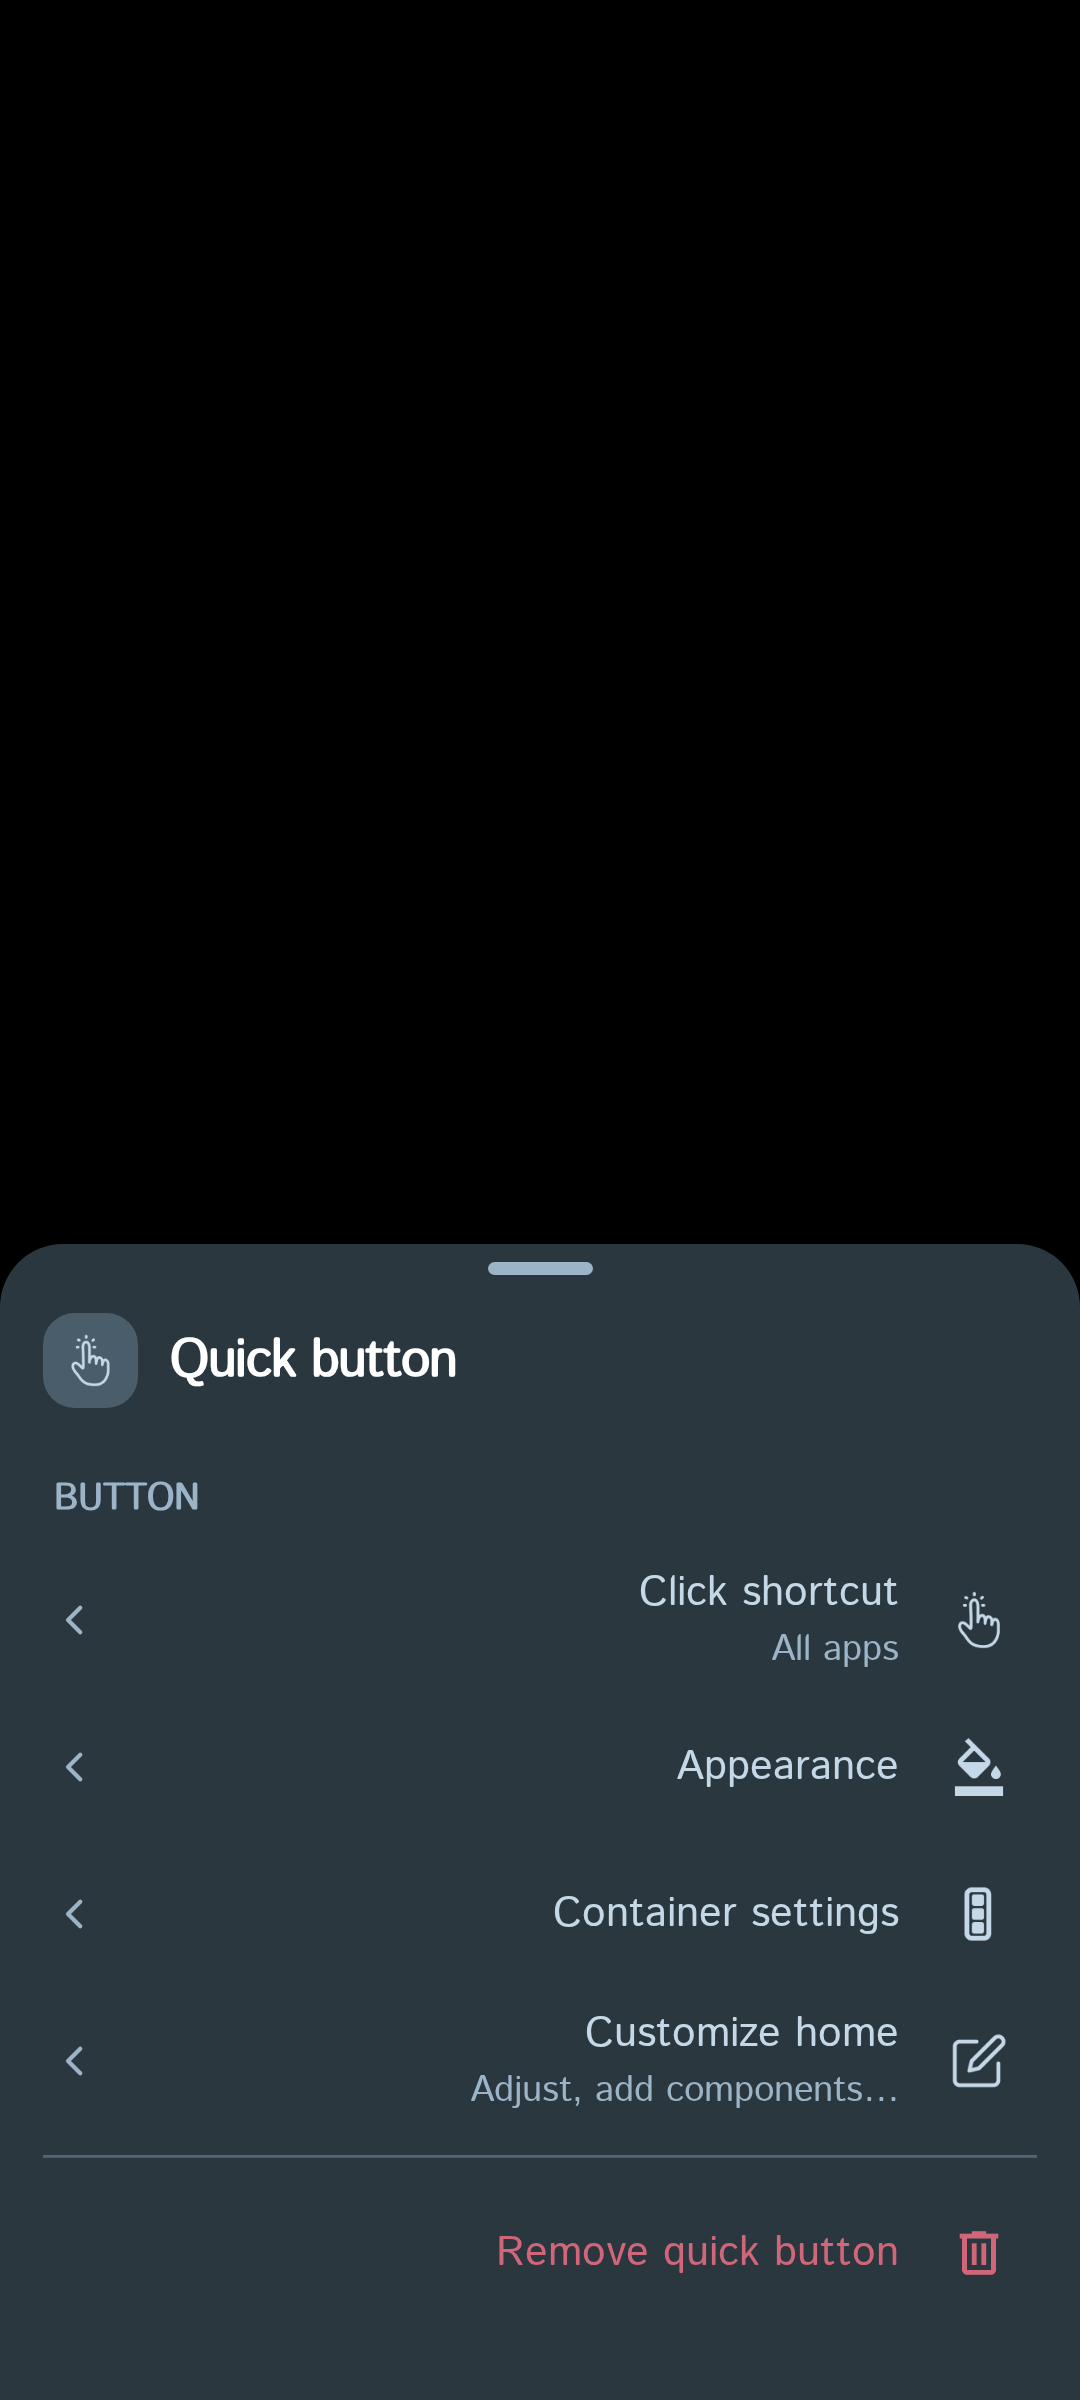 Quick button
BUTTON
Click shortcut
All apps
Appearance
Container settings
Customize home
Adjust, add components...
Remove quick button